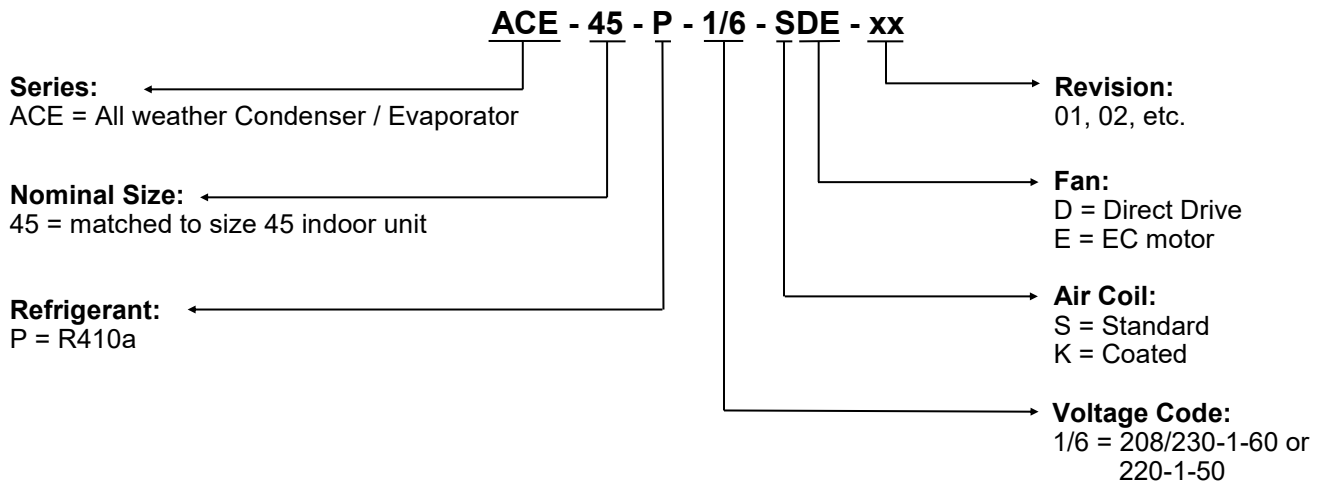 ACE - 45 - P - 1/6 - SDE - xx
Series:
ACE = All weather Condenser / Evaporator
Nominal Size:
45 = matched to size 45 indoor unit
Refrigerant:
P = R410a
Revision:
01, 02, etc.
Fan:
D = Direct Drive
E = EC motor
Air Coil:
S = Standard
K = Coated
Voltage Code:
1/6 = 208/230-1-60 or
220-1-50